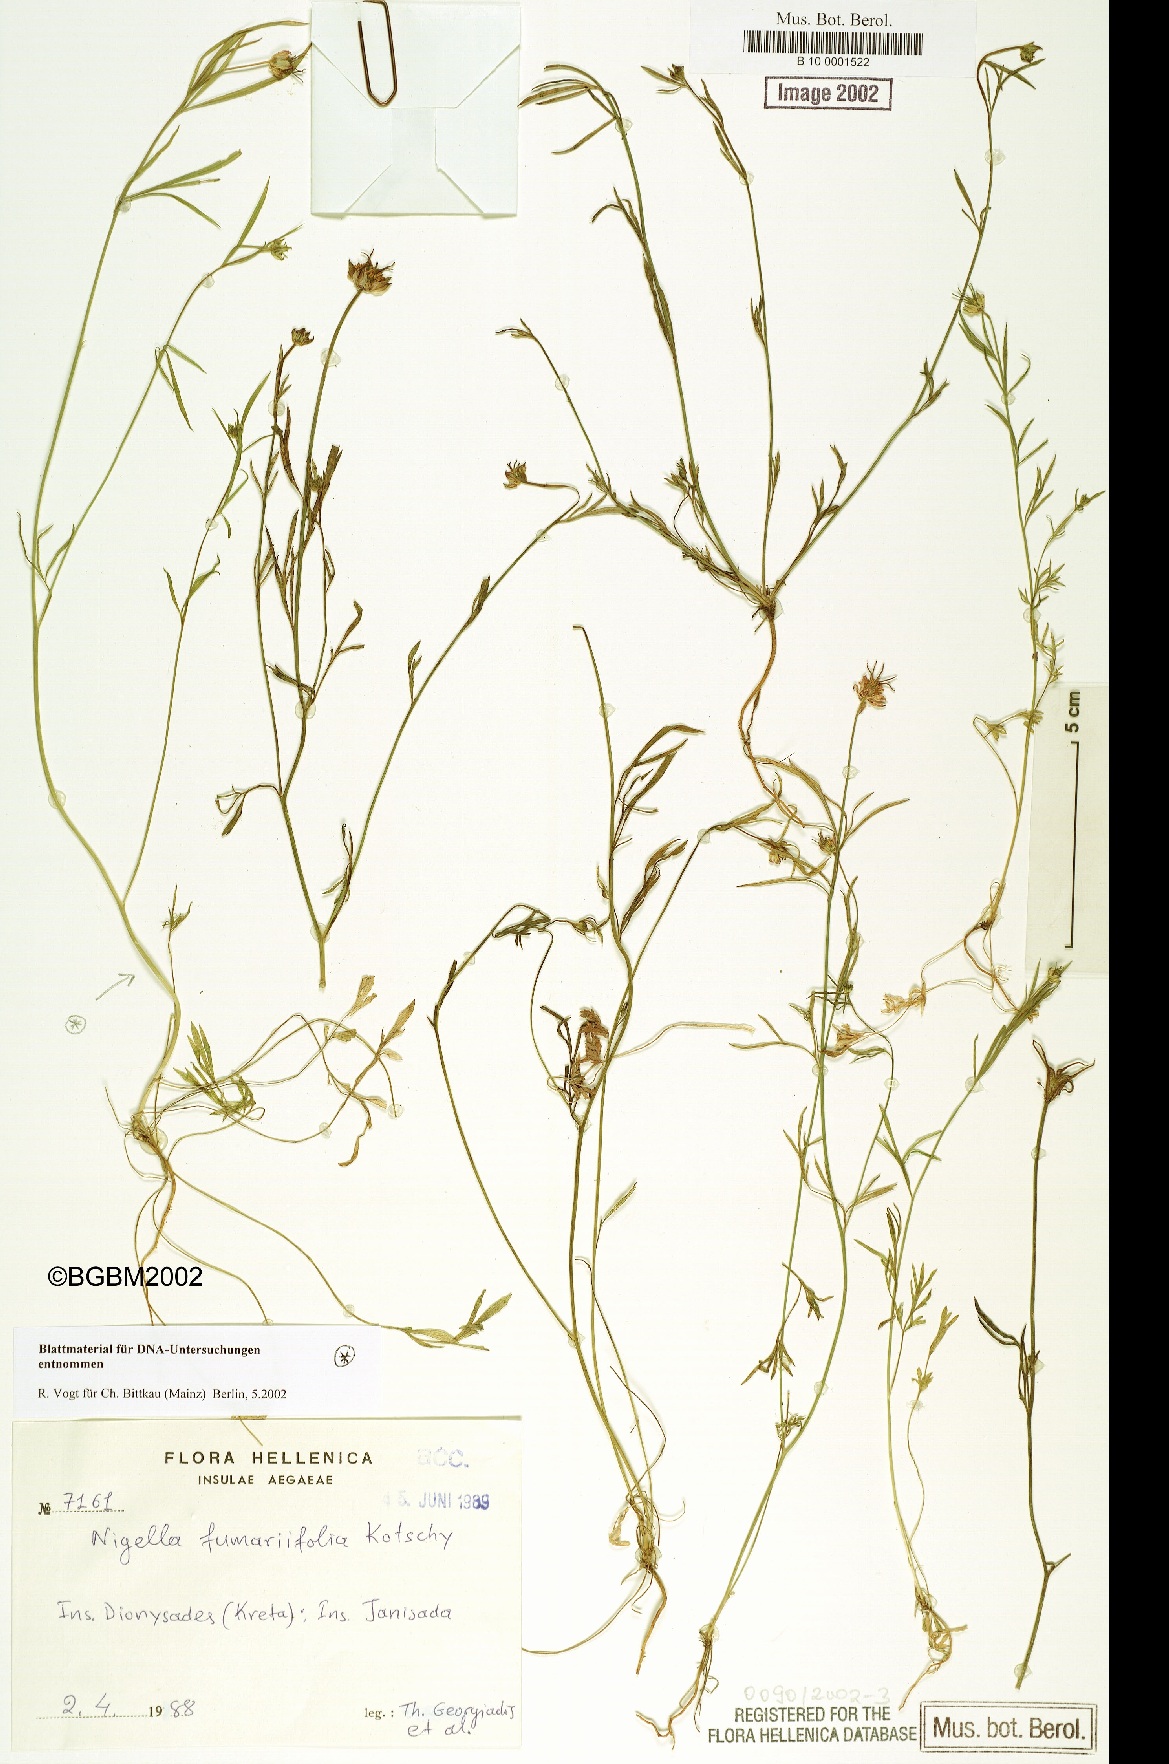 Mus. Bot. Berol.
B 10 0001522
Image 2002
5 cm
©BGBM2002
Blattmaterial für DNA-Untersuchungen
entnommen
R. Vogt für Ch. Bittkau (Mainz) Berlin, 5.2002
FLORA HELLENICA
INSULAE AEGAEAE
acc.
№ 7161
15. JUNI 1989
Nigella fumariifolia Kotschy
Ins. Dionysades (Kreta); Ins. Janisada
2. 4. 1988
leg.: Th. Georgiadis
et al.
0090/2002-3
REGISTERED FOR THE
FLORA HELLENICA DATABASE
Mus. bot. Berol.